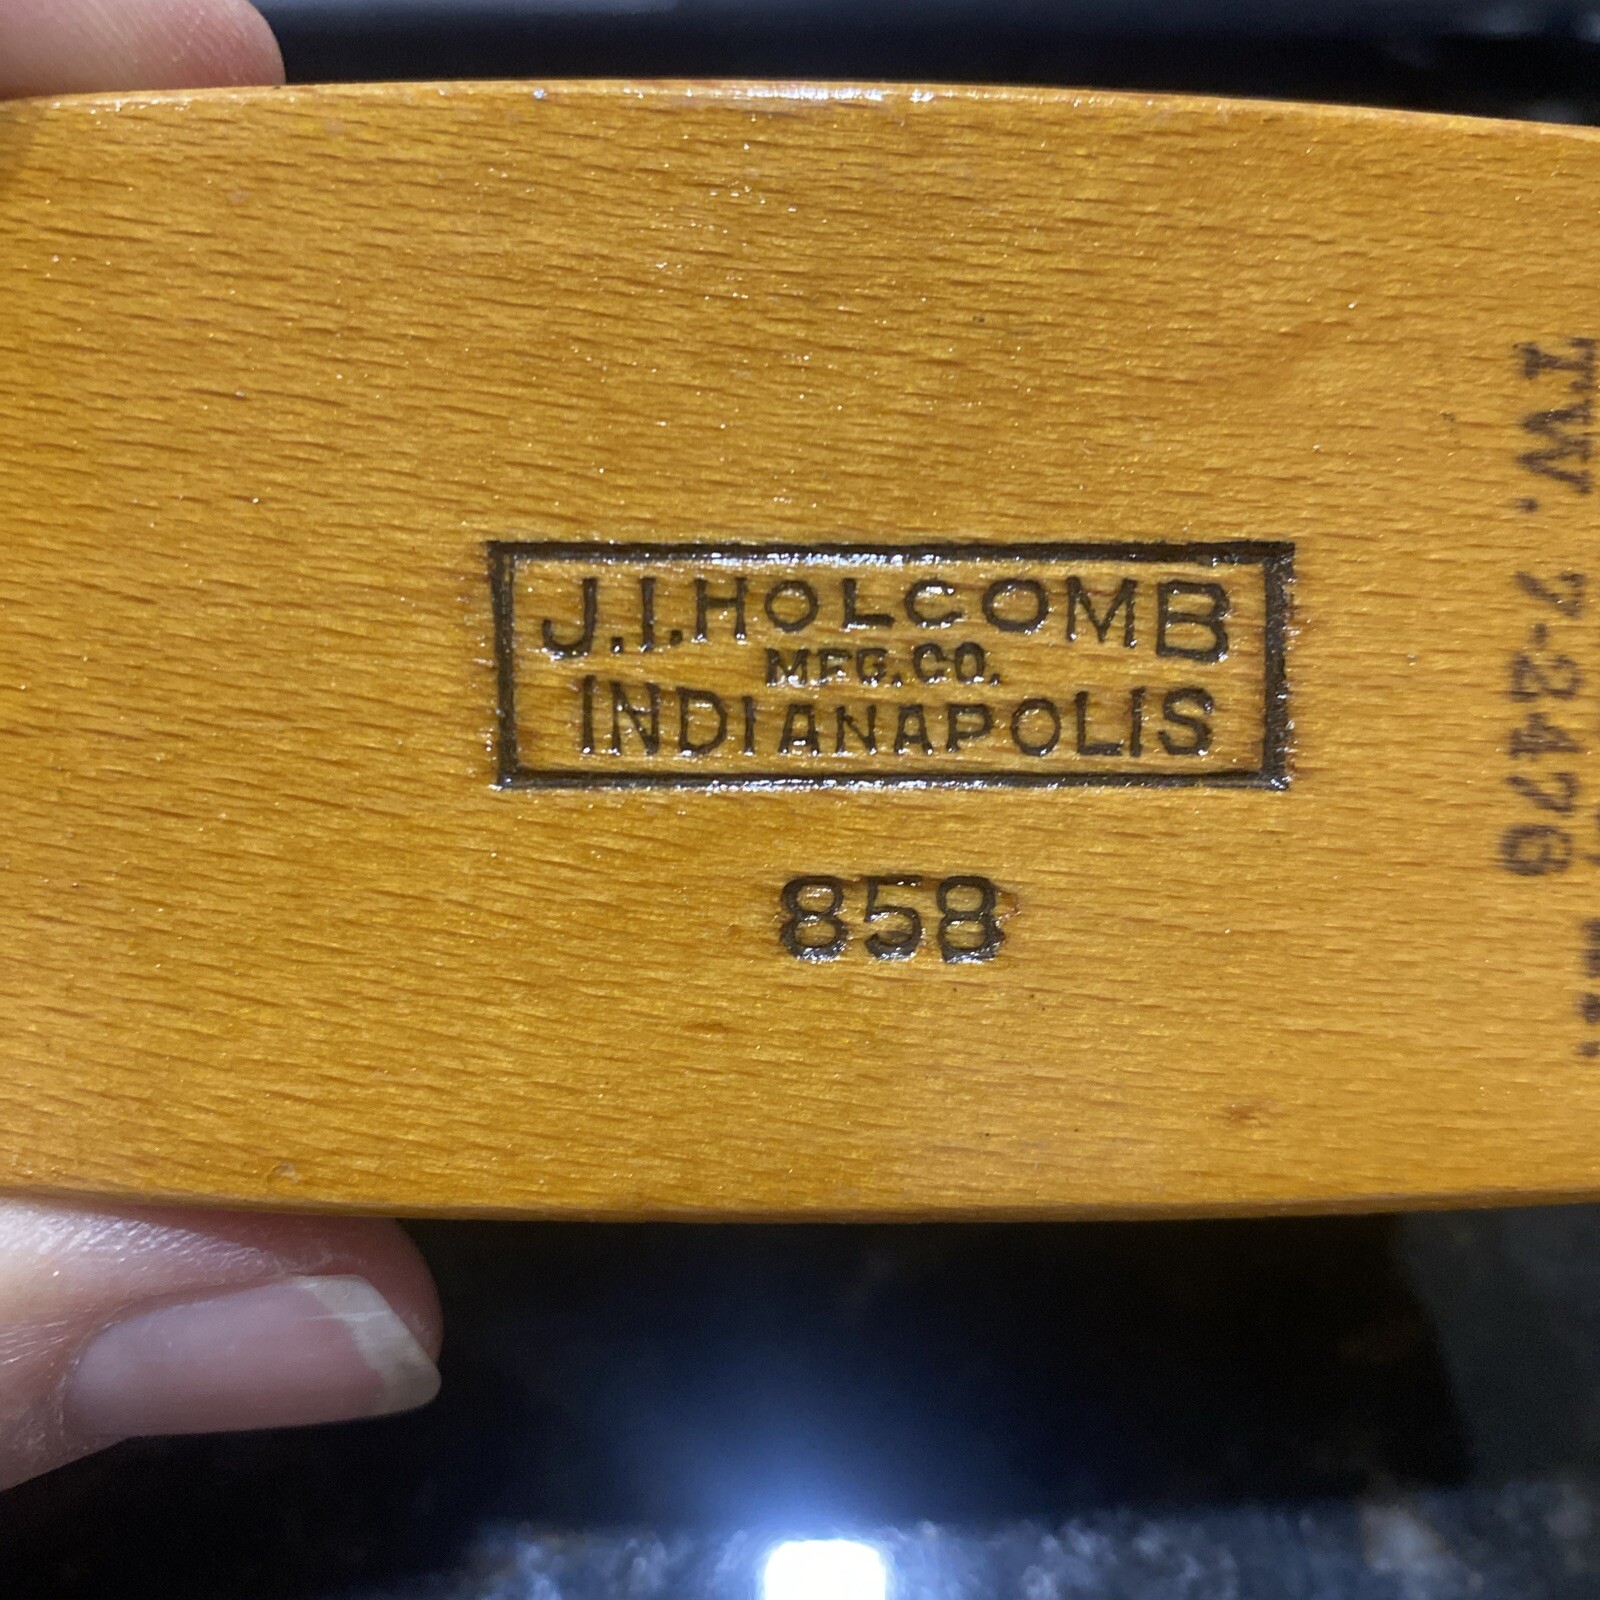 J.I.HOLCOMB
MFG.CO.
INDIANAPOLIS
858
TW. 7-2476